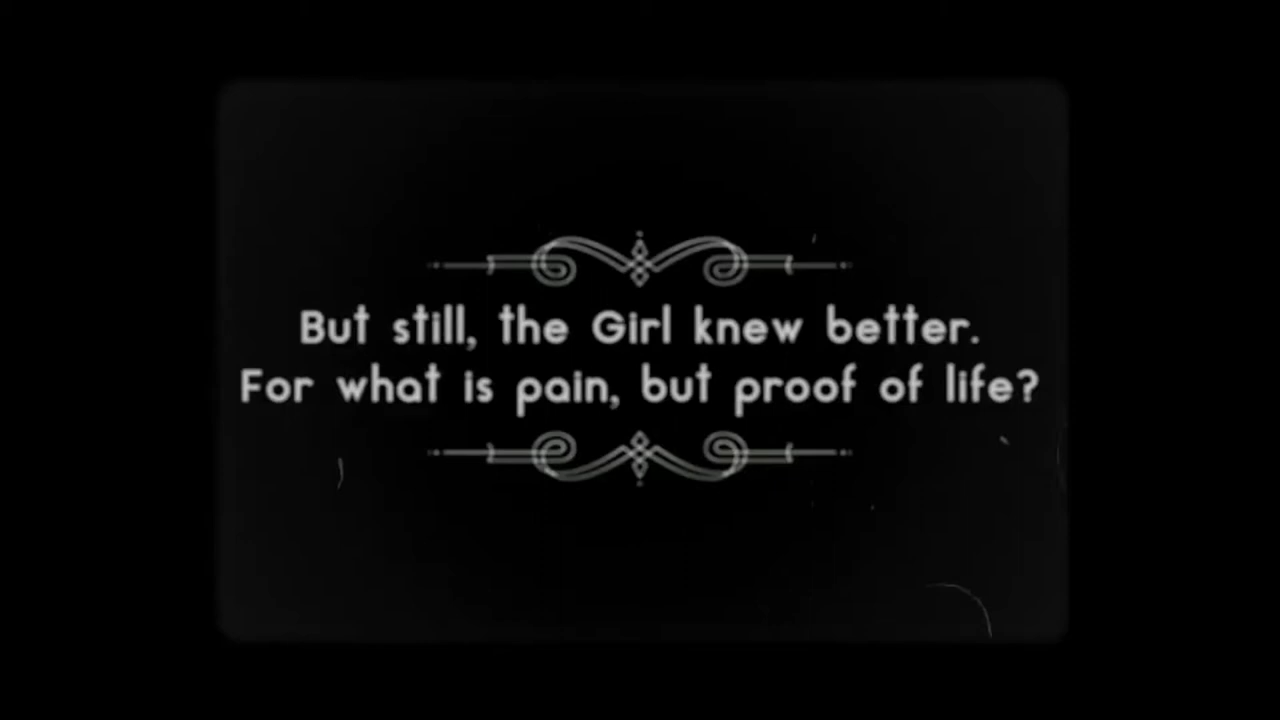 But still, the Girl knew better.
For what is pain, but proof of life?